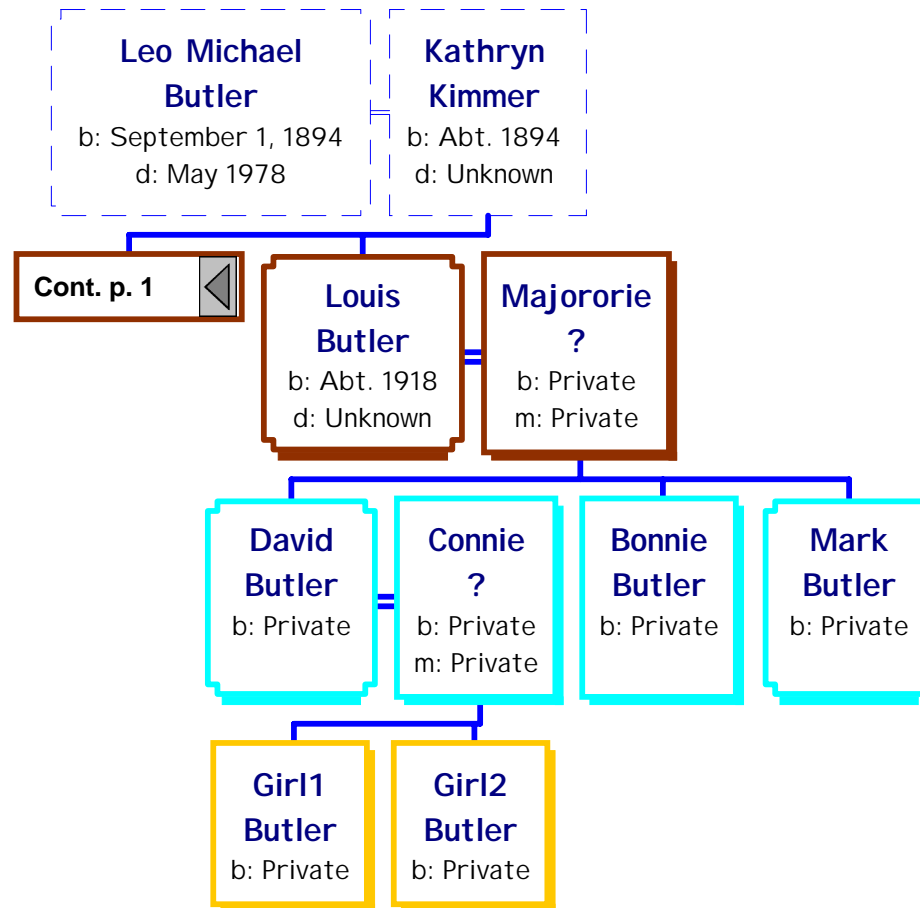 Leo Michael
Butler
b: September 1, 1894
d: May 1978
Kathryn
Kimmer
b: Abt. 1894
d: Unknown
Cont. p. 1
Louis
Butler
b: Abt. 1918
d: Unknown
Majororie
?
b: Private
m: Private
David
Butler
b: Private
Connie
?
b: Private
m: Private
Bonnie
Butler
b: Private
Mark
Butler
b: Private
Girl1
Butler
b: Private
Girl2
Butler
b: Private